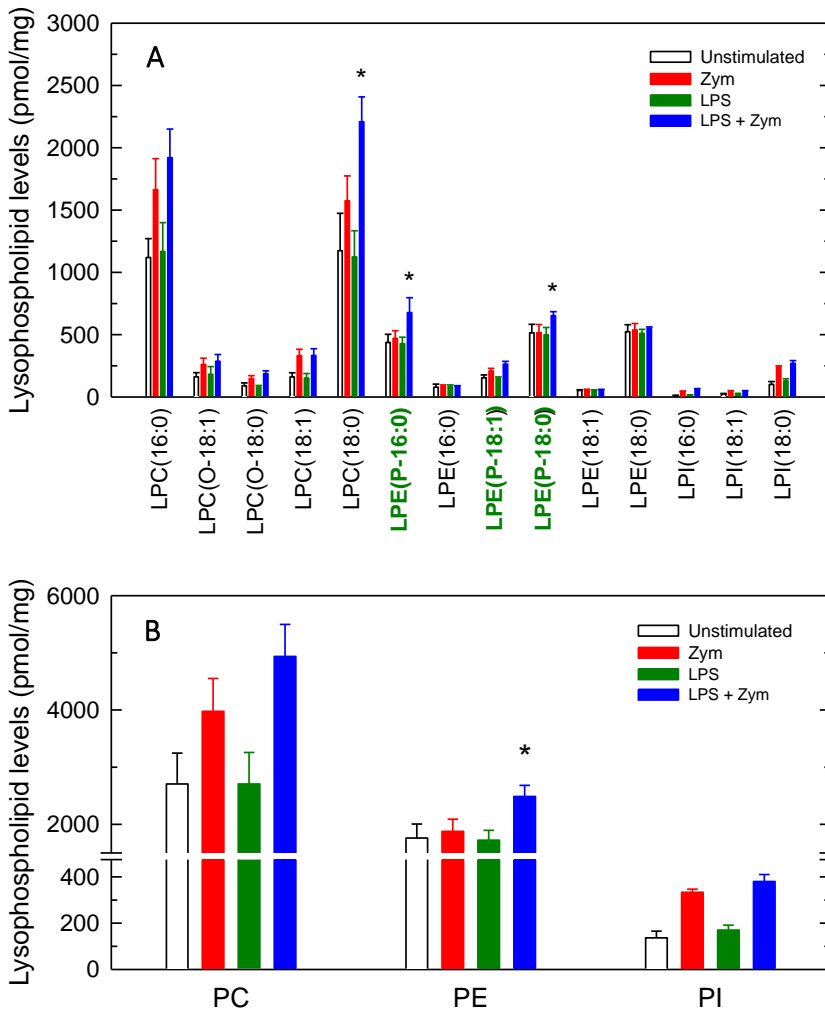 A
Unstimulated
Zym
LPS
LPS + Zym
Lysophospholipid levels (pmol/mg)
3000
2500
2000
1500
1000
500
0
*
*
*
LPC(16:0)
LPC(O-18:1)
LPC(O-18:0)
LPC(18:1)
LPC(18:0)
LPE(P-16:0)
LPE(16:0)
LPE(P-18:1)
LPE(P-18:0)
LPE(18:1)
LPE(18:0)
LPI(16:0)
LPI(18:1)
LPI(18:0)
B
Unstimulated
Zym
LPS
LPS + Zym
Lysophospholipid levels (pmol/mg)
6000
4000
2000
400
200
0
*
PC
PE
PI